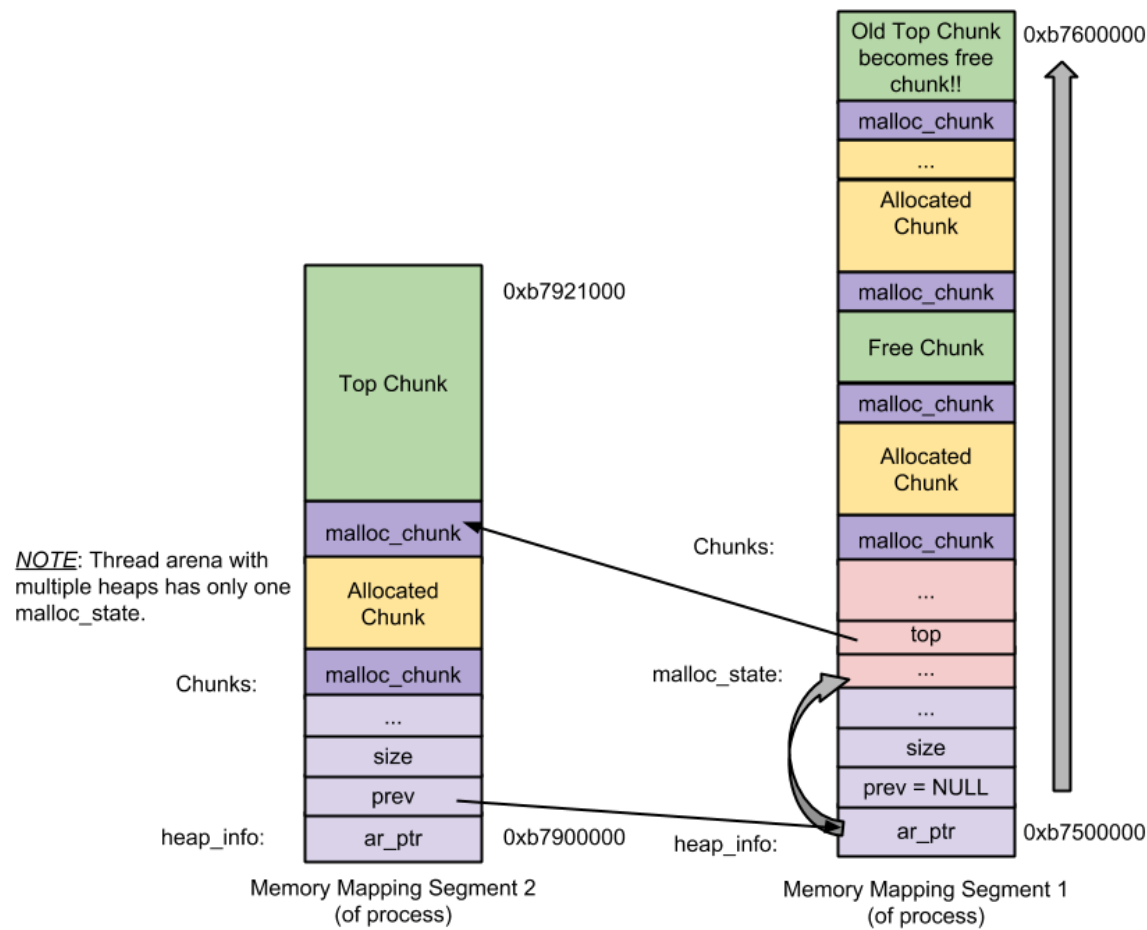 0xb7921000
Top Chunk
malloc_chunk
NOTE: Thread arena with
multiple heaps has only one
malloc_state.
Allocated
Chunk
Chunks:
malloc_chunk
...
size
prev
heap_info:
ar_ptr
0xb7900000
Memory Mapping Segment 2
(of process)
Old Top Chunk
becomes free
chunk!!
0xb7600000
malloc_chunk
...
Allocated
Chunk
malloc_chunk
Free Chunk
malloc_chunk
Allocated
Chunk
Chunks:
malloc_chunk
...
top
malloc_state:
...
...
size
prev = NULL
heap_info:
ar_ptr
0xb7500000
Memory Mapping Segment 1
(of process)